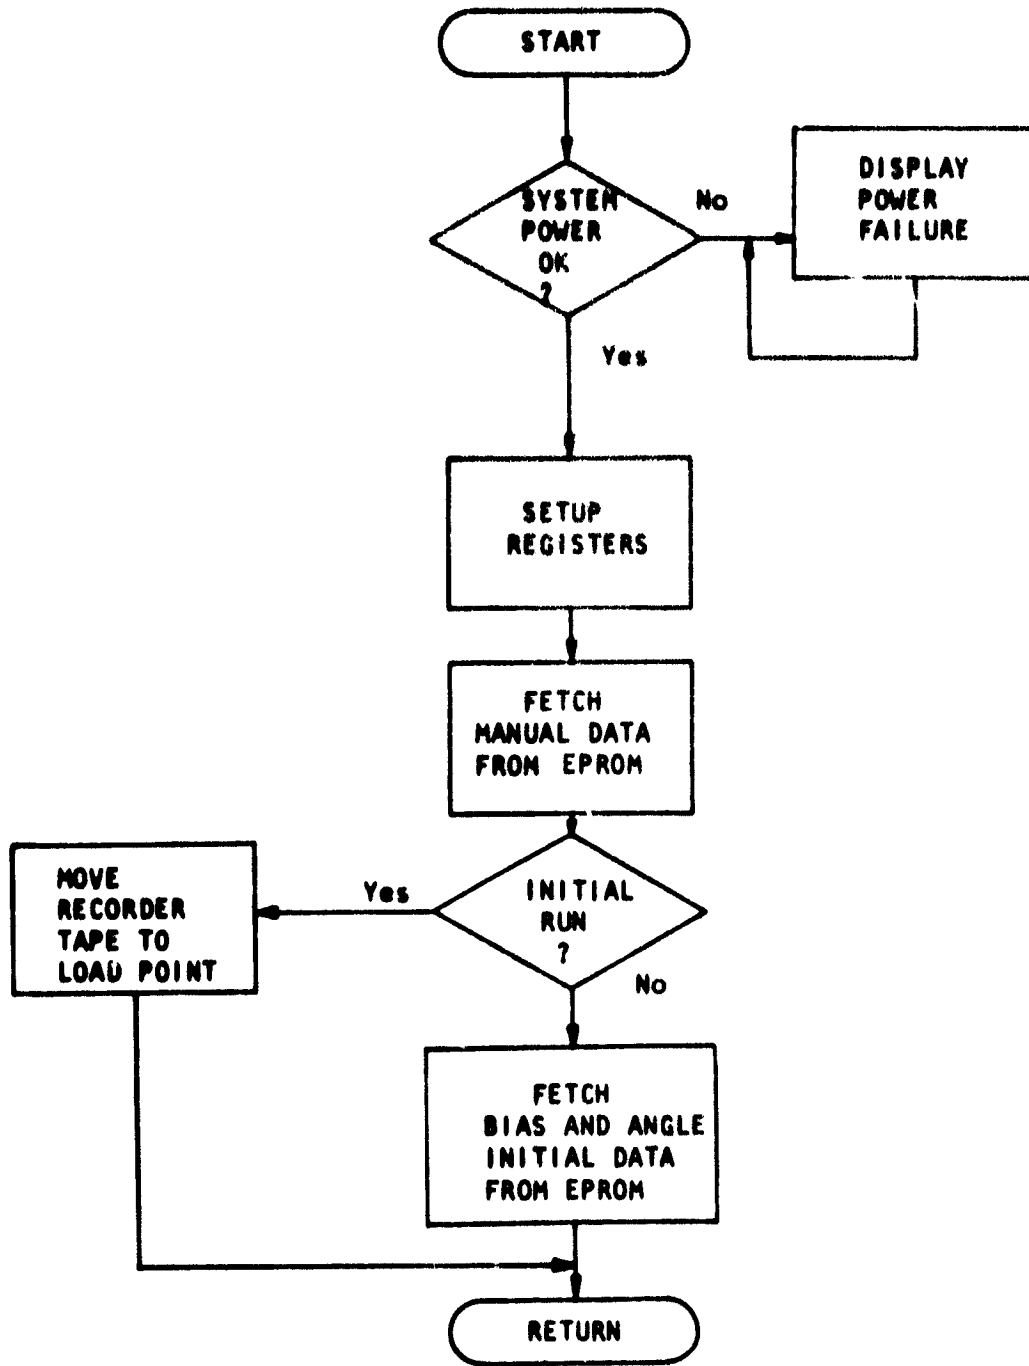 START
SYSTEM
POWER
OK
?
No
DISPLAY
POWER
FAILURE
Yes
SETUP
REGISTERS
FETCH
MANUAL DATA
FROM EPROM
INITIAL
RUN
?
Yes
MOVE
RECORDER
TAPE TO
LOAD POINT
No
FETCH
BIAS AND ANGLE
INITIAL DATA
FROM EPROM
RETURN